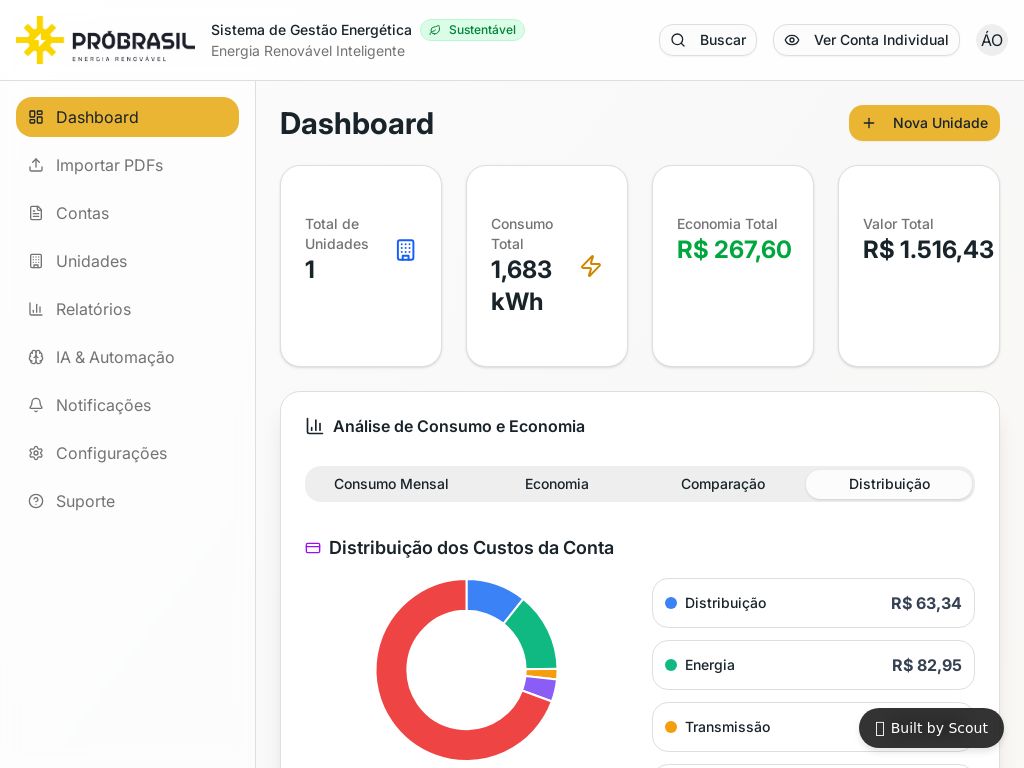 PRÓBRASIL
ENERGIA RENOVÁVEL
Sistema de Gestão Energética
Sustentável
Energia Renovável Inteligente
Buscar
Ver Conta Individual
ÁO
Dashboard
Importar PDFs
Contas
Unidades
Relatórios
IA & Automação
Notificações
Configurações
Suporte
Dashboard
Nova Unidade
Total de
Unidades
1
Consumo
Total
1,683
kWh
Economia Total
R$ 267,60
Valor Total
R$ 1.516,43
Análise de Consumo e Economia
Consumo Mensal
Economia
Comparação
Distribuição
Distribuição dos Custos da Conta
Distribuição
R$ 63,34
Energia
R$ 82,95
Transmissão
Built by Scout